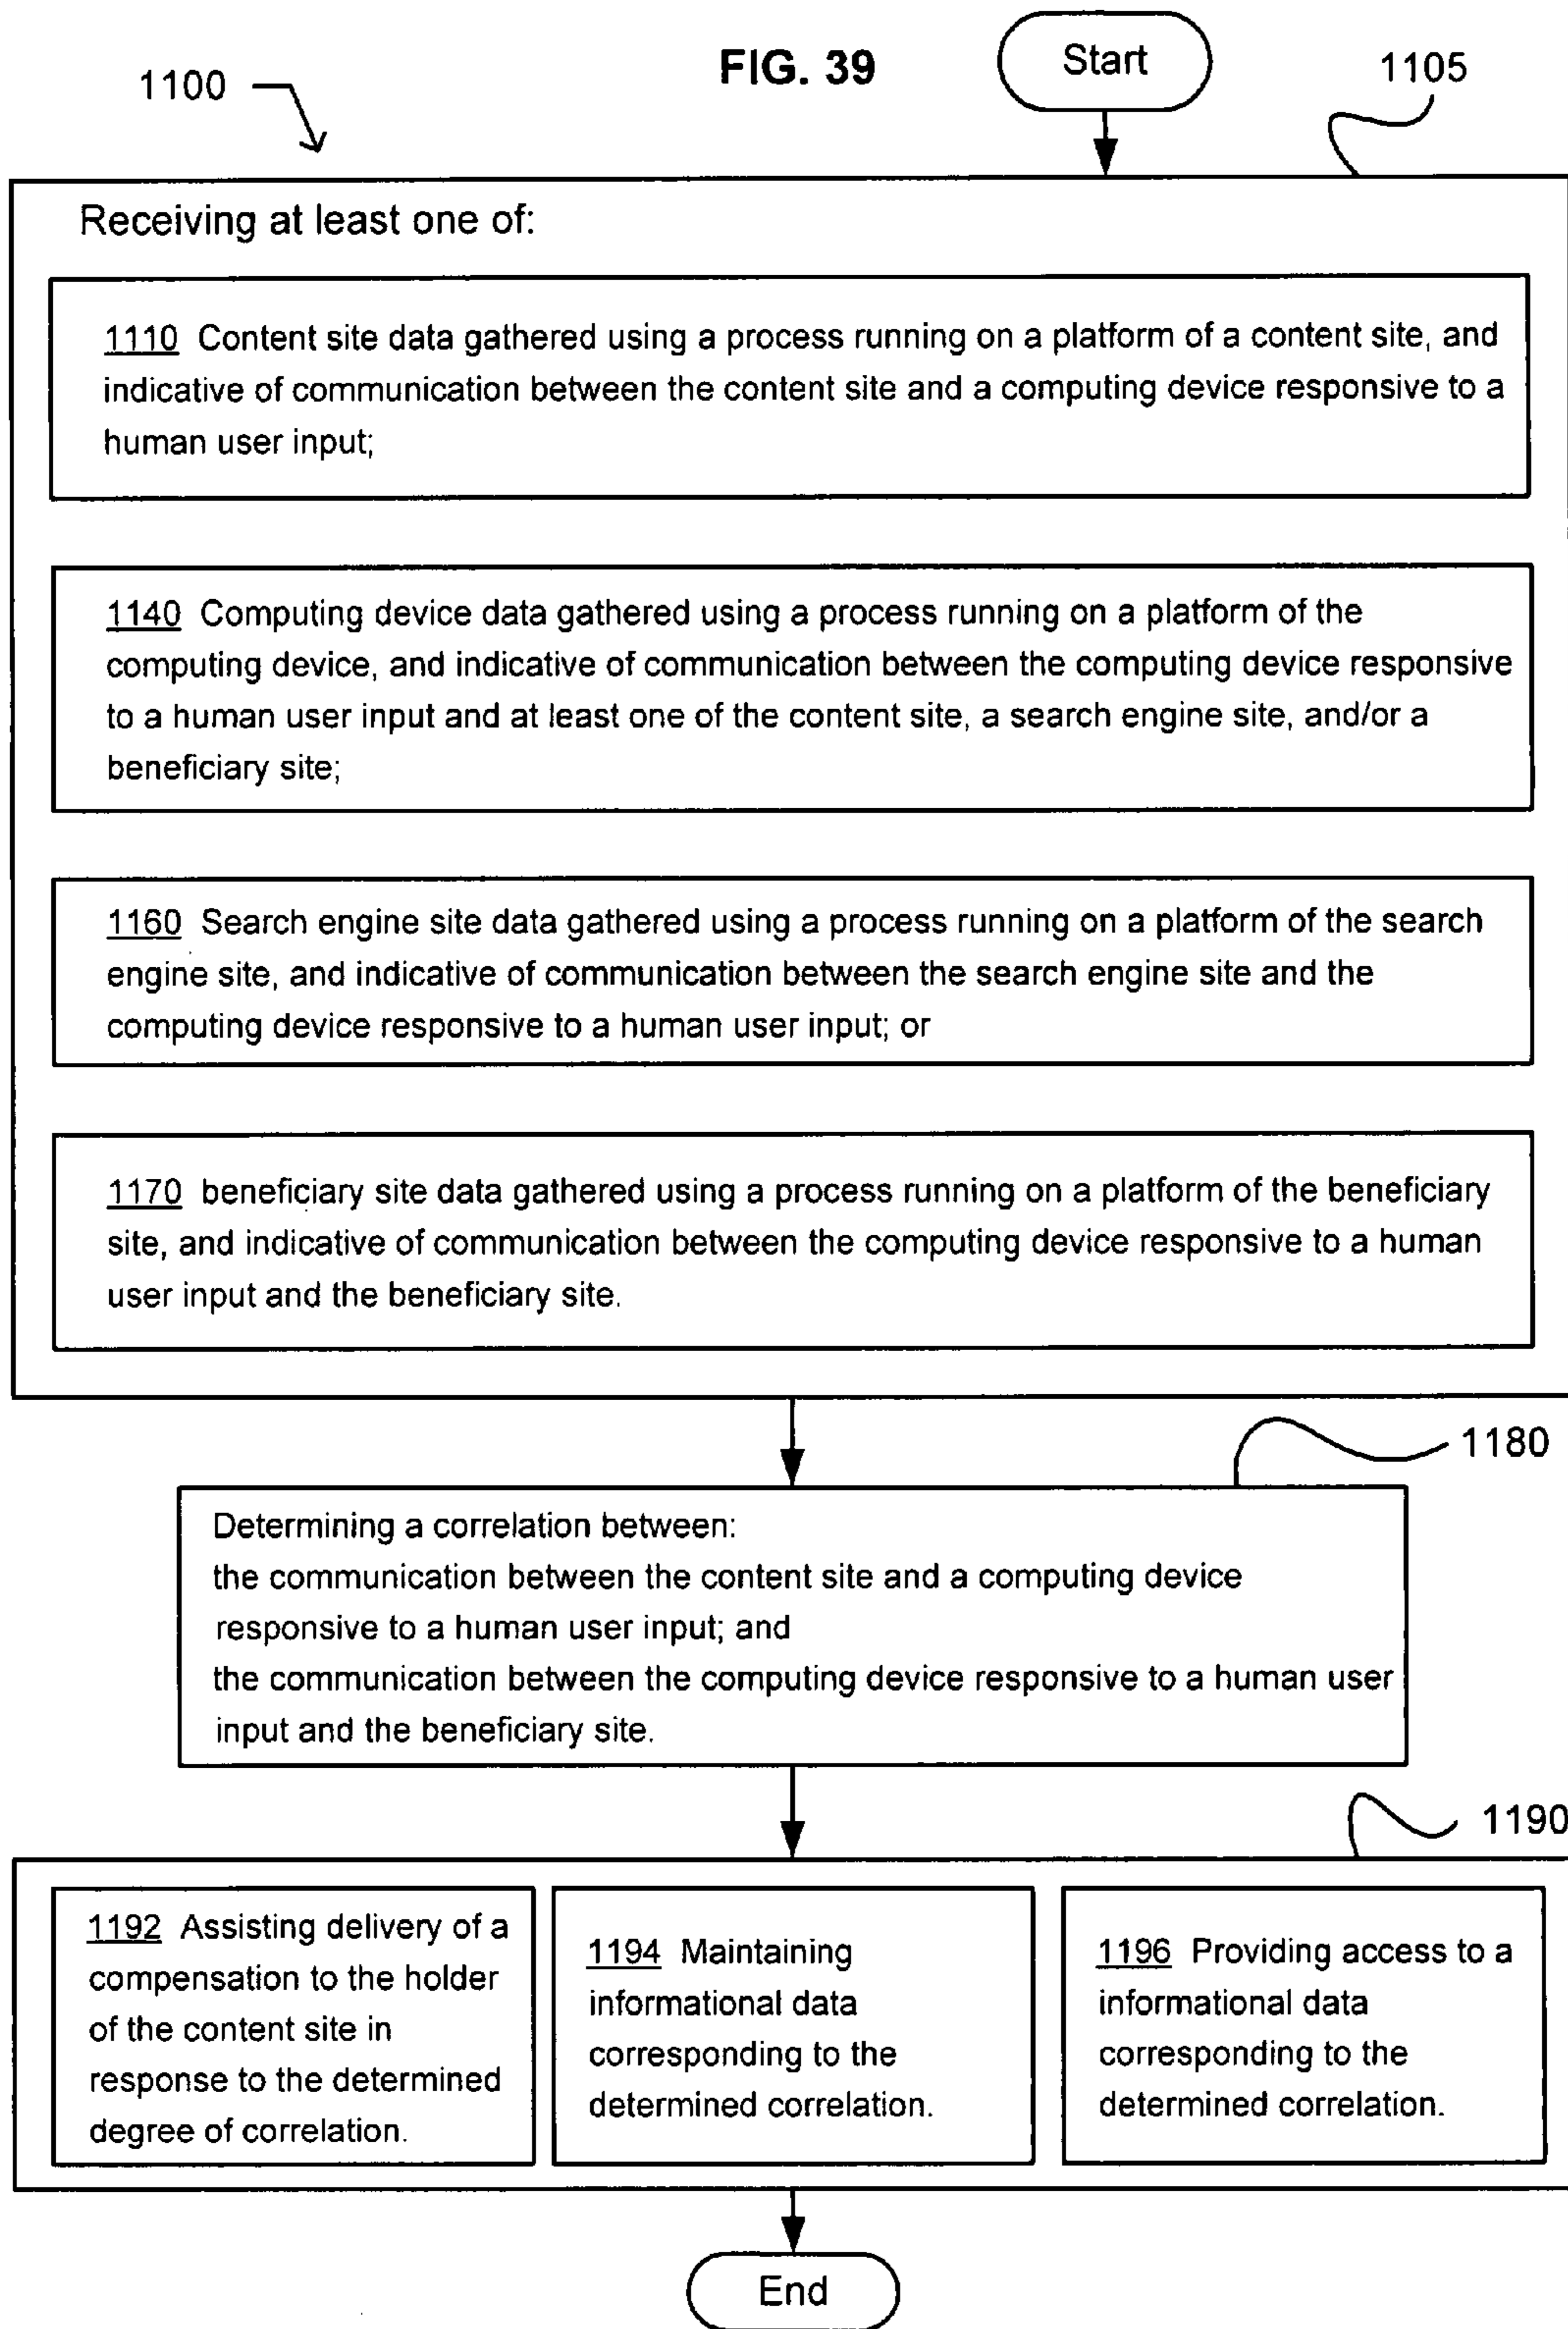 FIG. 39
Start
1100
1105
Receiving at least one of:
1110 Content site data gathered using a process running on a platform of a content site, and
indicative of communication between the content site and a computing device responsive to a
human user input;
1140 Computing device data gathered using a process running on a platform of the
computing device, and indicative of communication between the computing device responsive
to a human user input and at least one of the content site, a search engine site, and/or a
beneficiary site;
1160 Search engine site data gathered using a process running on a platform of the search
engine site, and indicative of communication between the search engine site and the
computing device responsive to a human user input; or
1170 beneficiary site data gathered using a process running on a platform of the beneficiary
site, and indicative of communication between the computing device responsive to a human
user input and the beneficiary site.
1180
Determining a correlation between:
the communication between the content site and a computing device
responsive to a human user input; and
the communication between the computing device responsive to a human user
input and the beneficiary site.
1190
1192 Assisting delivery of a
compensation to the holder
of the content site in
response to the determined
degree of correlation.
1194 Maintaining
informational data
corresponding to the
determined correlation.
1196 Providing access to a
informational data
corresponding to the
determined correlation.
End